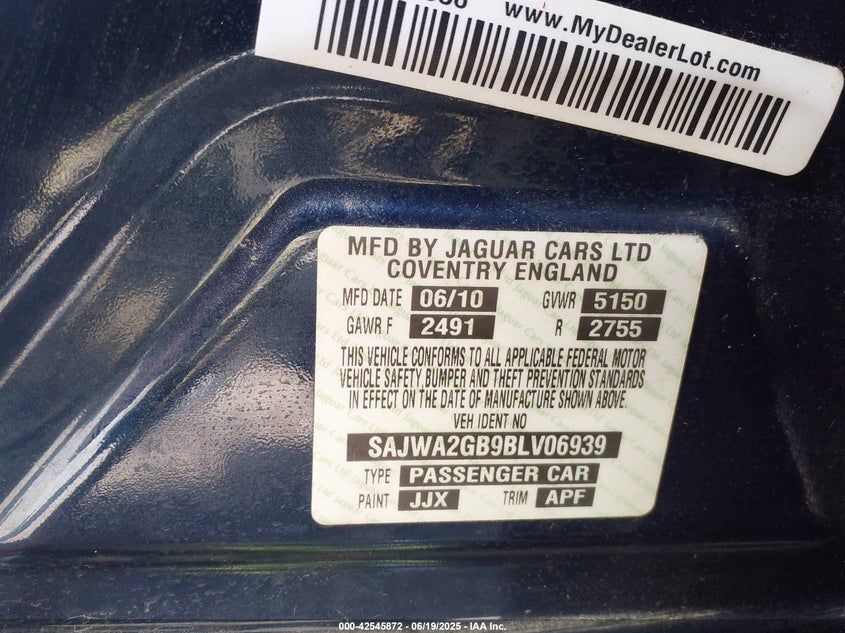 www.MyDealerLot.com
MFD BY JAGUAR CARS LTD
COVENTRY ENGLAND
MFD DATE 06/10 GVWR 5150
GAWR F 2491 R 2755
THIS VEHICLE CONFORMS TO ALL APPLICABLE FEDERAL MOTOR
VEHICLE SAFETY, BUMPER AND THEFT PREVENTION STANDARDS
IN EFFECT ON THE DATE OF MANUFACTURE SHOWN ABOVE.
VEH IDENT NO
SAJWA2GB9BLV06939
TYPE PASSENGER CAR
PAINT JJX TRIM APF
000-42545872 - 06/19/2025 - IAA Inc.